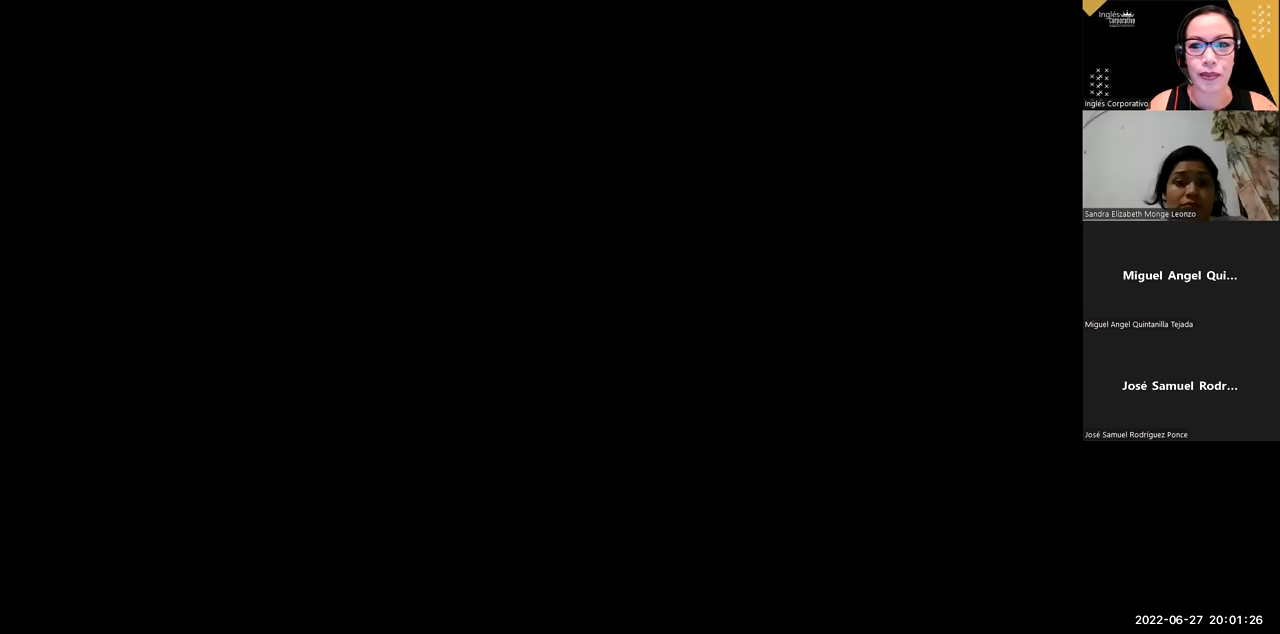 Inglés
Corporativo
Inglés Corporativo
Sandra Elizabeth Monge Leonzo
Miguel Angel Qui...
Miguel Angel Quintanilla Tejada
José Samuel Rodr...
José Samuel Rodríguez Ponce
2022-06-27 20:01:26